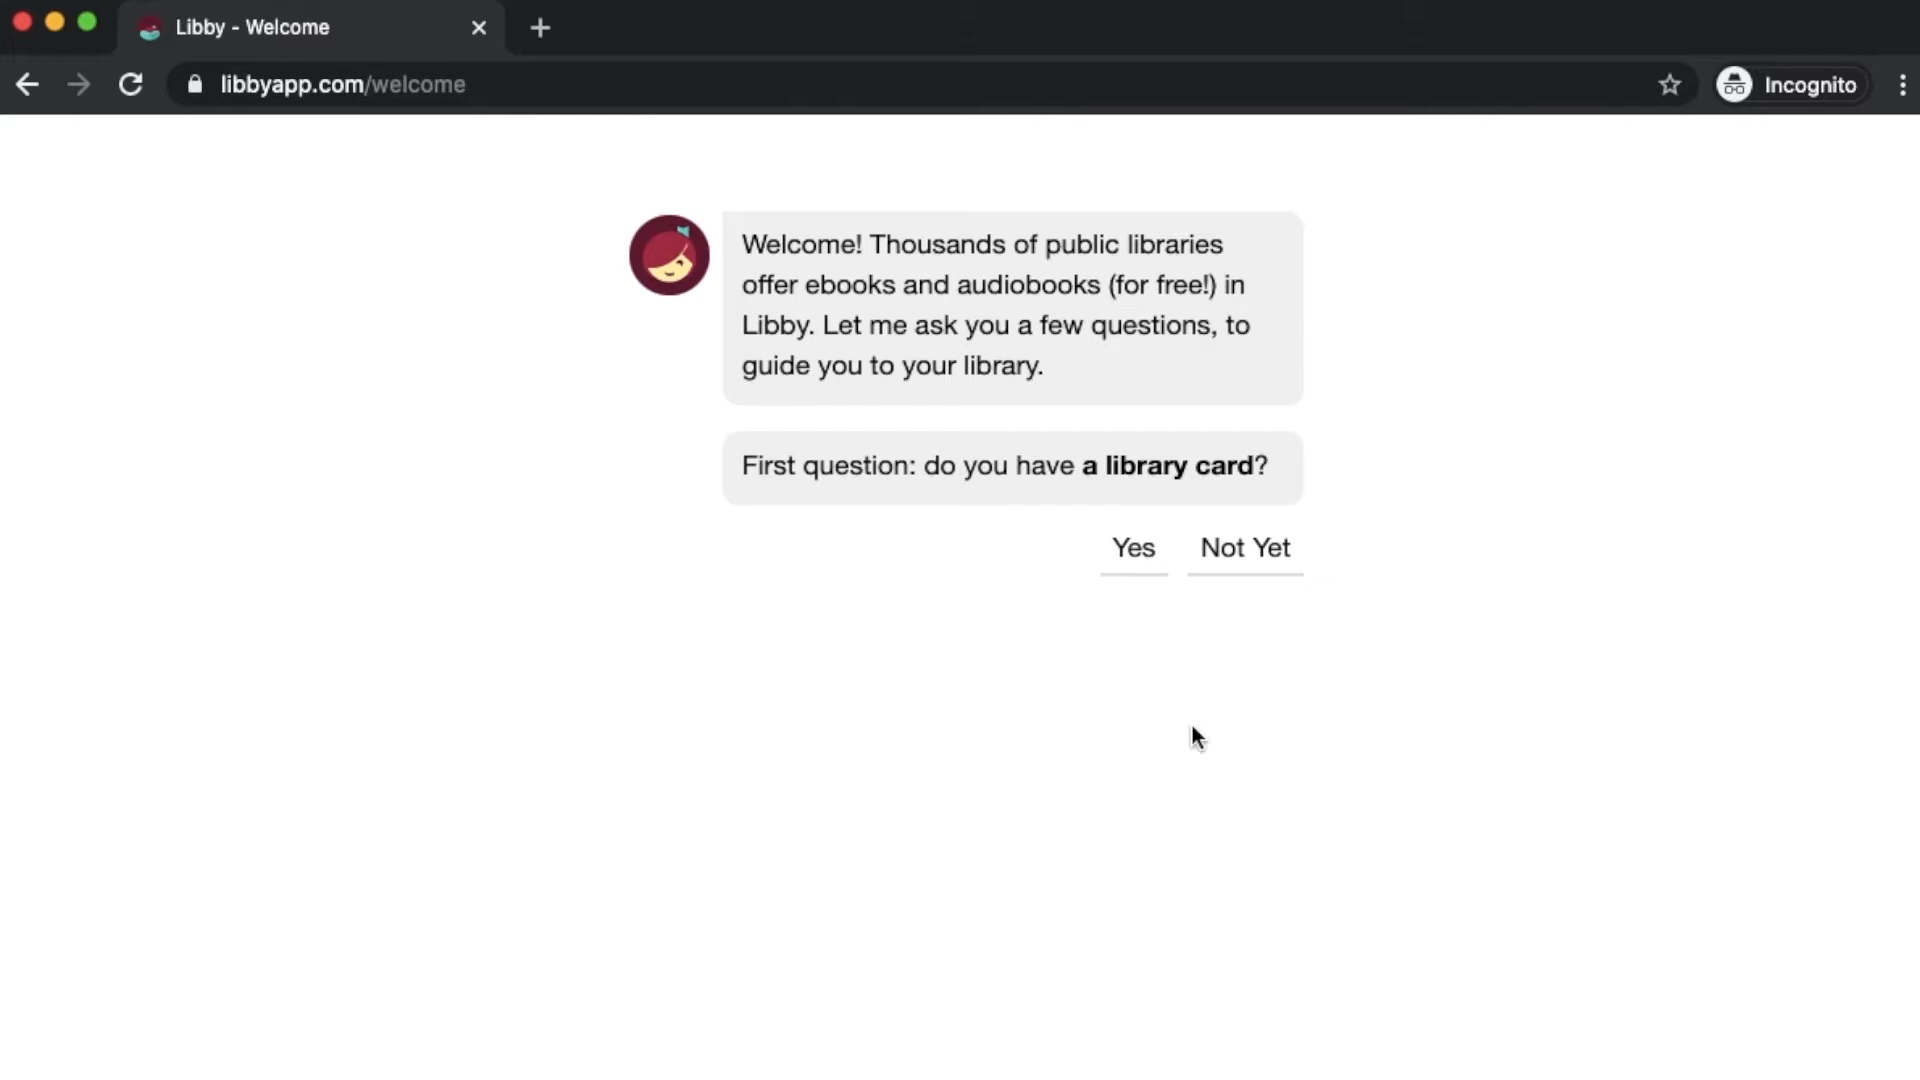 Libby - Welcome
libbyapp.com/welcome
Incognito
Welcome! Thousands of public libraries
offer ebooks and audiobooks (for free!) in
Libby. Let me ask you a few questions, to
guide you to your library.
First question: do you have a library card?
Yes Not Yet